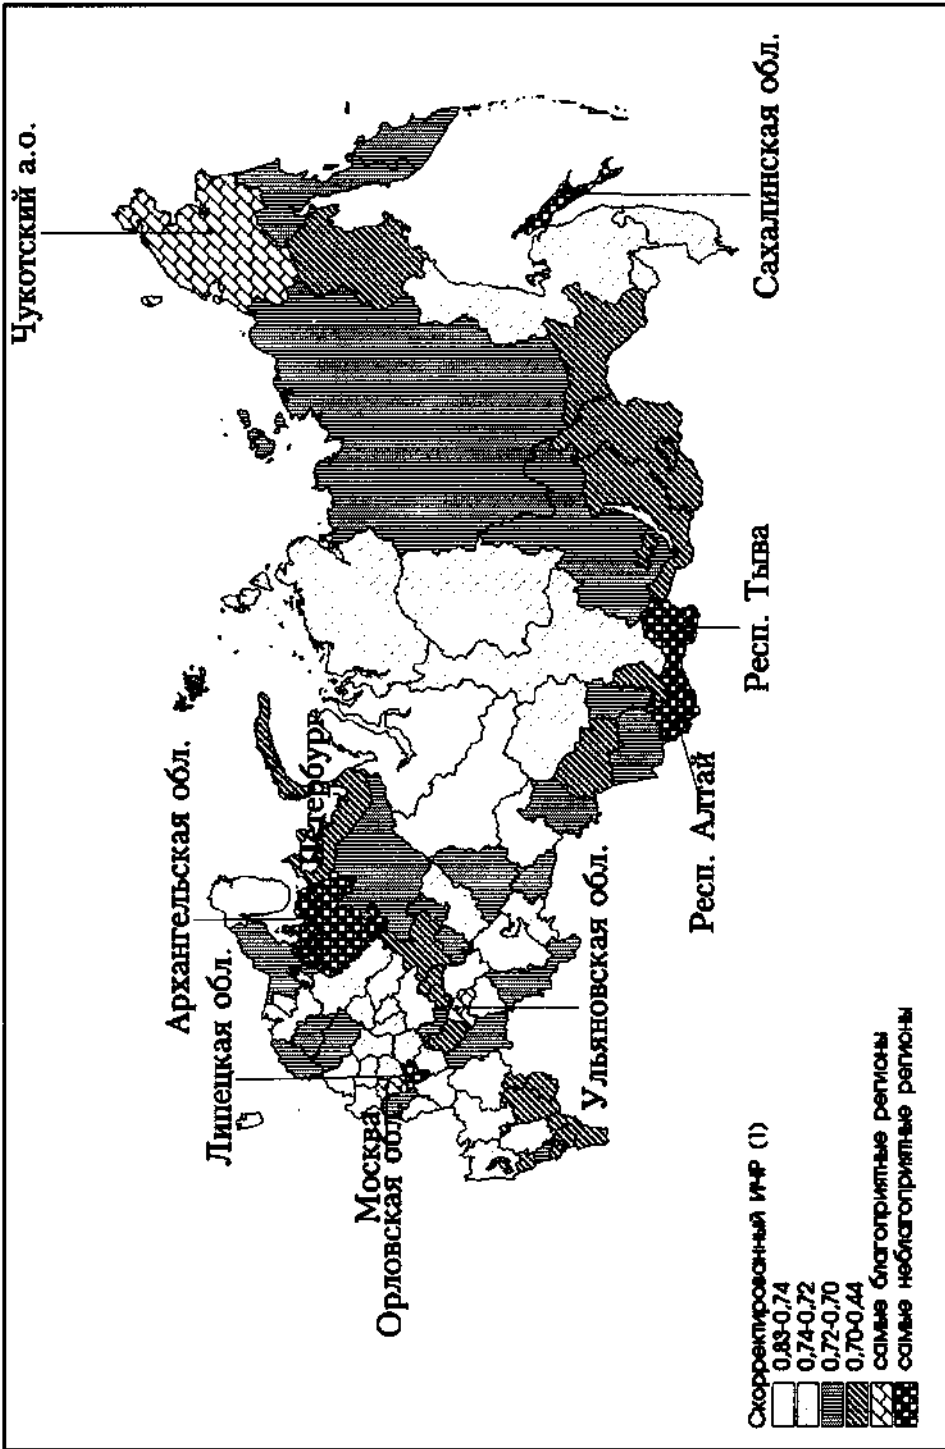 Чукотский а.о.
Архангельская обл.
Петербург
Липецкая обл.
Москва
Орловская обл.
Ульяновская обл.
Респ. Алтай
Респ. Тыва
Сахалинская обл.
Скорректированный ИЧР (1)
0,83-0,74
0,74-0,72
0,72-0,70
0,70-0,44
самые благоприятные регионы
самые неблагоприятные регионы